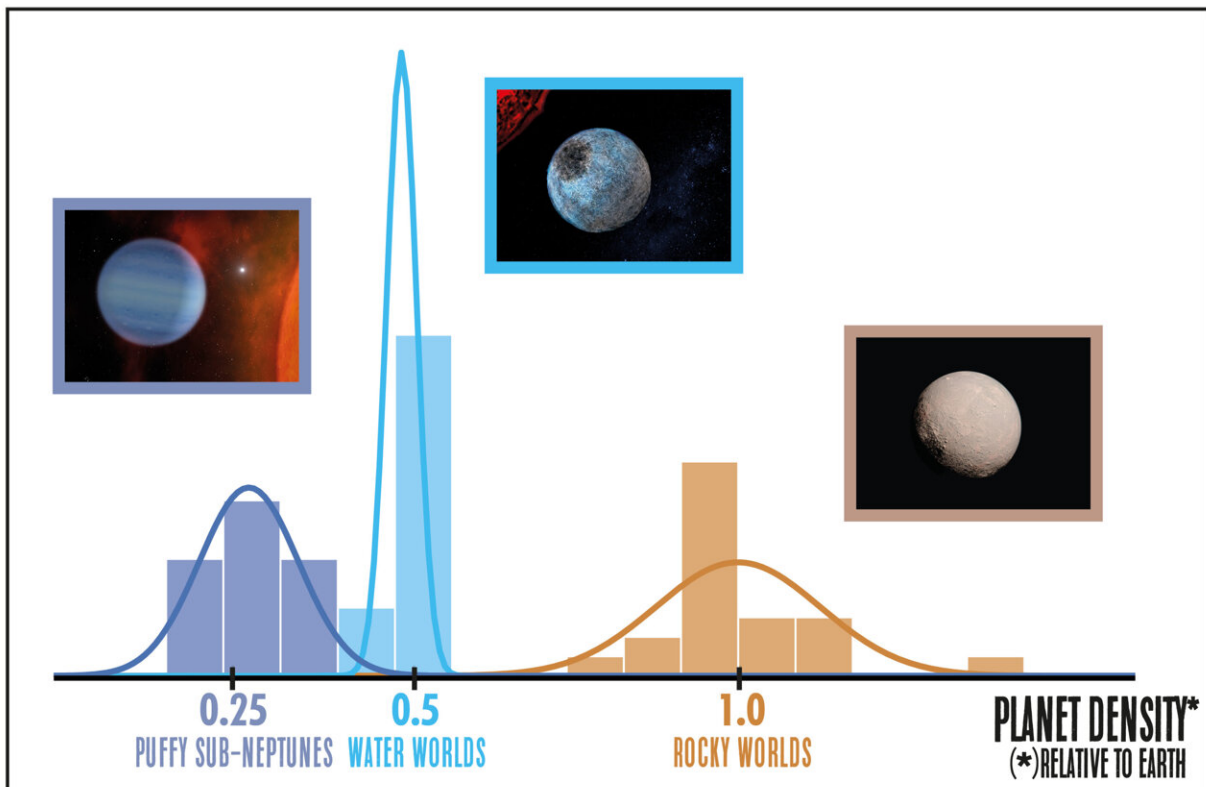 0.25
PUFFY SUB-NEPTUNES
0.5
WATER WORLDS
1.0
ROCKY WORLDS
PLANET DENSITY*
(*)RELATIVE TO EARTH